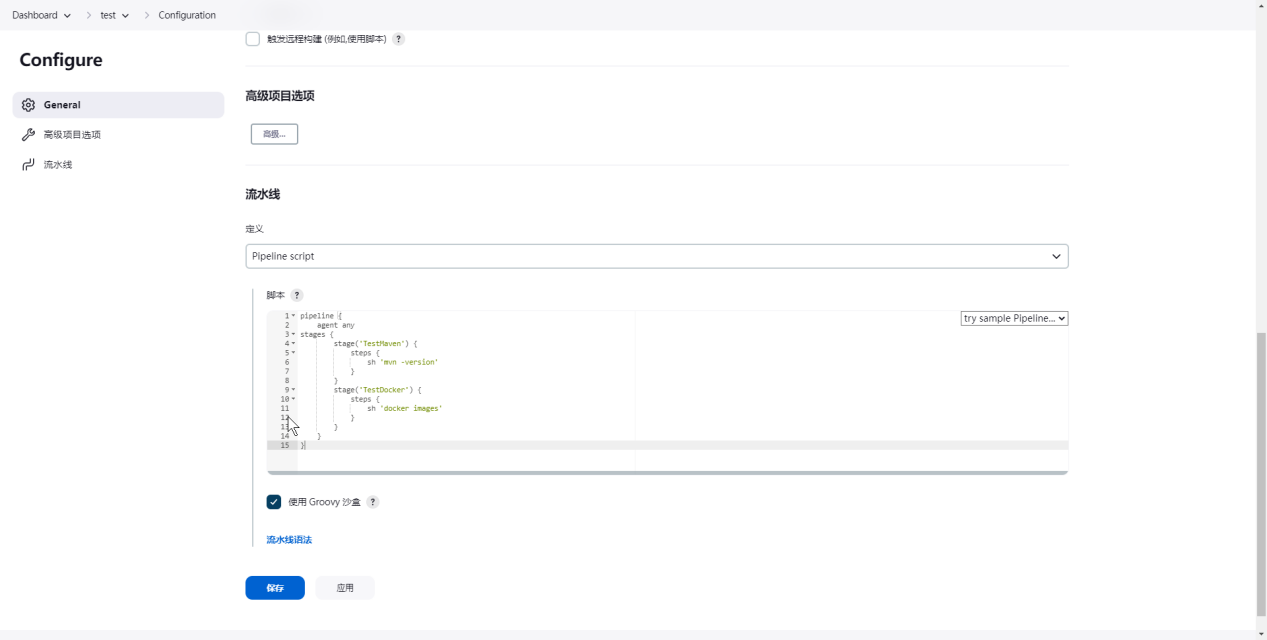 Dashboard test Configuration
Configure
General
高级项目选项
流水线
触发远程构建 (例如,使用脚本) ?
高级项目选项
高级...
流水线
定义
Pipeline script
脚本 ?
try sample Pipeline...
1 pipeline {
2 agent any
3 stages {
4 stage('TestMaven') {
5 steps {
6 sh 'mvn -version'
7 }
8 }
9 stage('TestDocker') {
10 steps {
11 sh 'docker images'
12 }
13 }
14 }
15 }
使用 Groovy 沙盒 ?
流水线语法
保存 应用